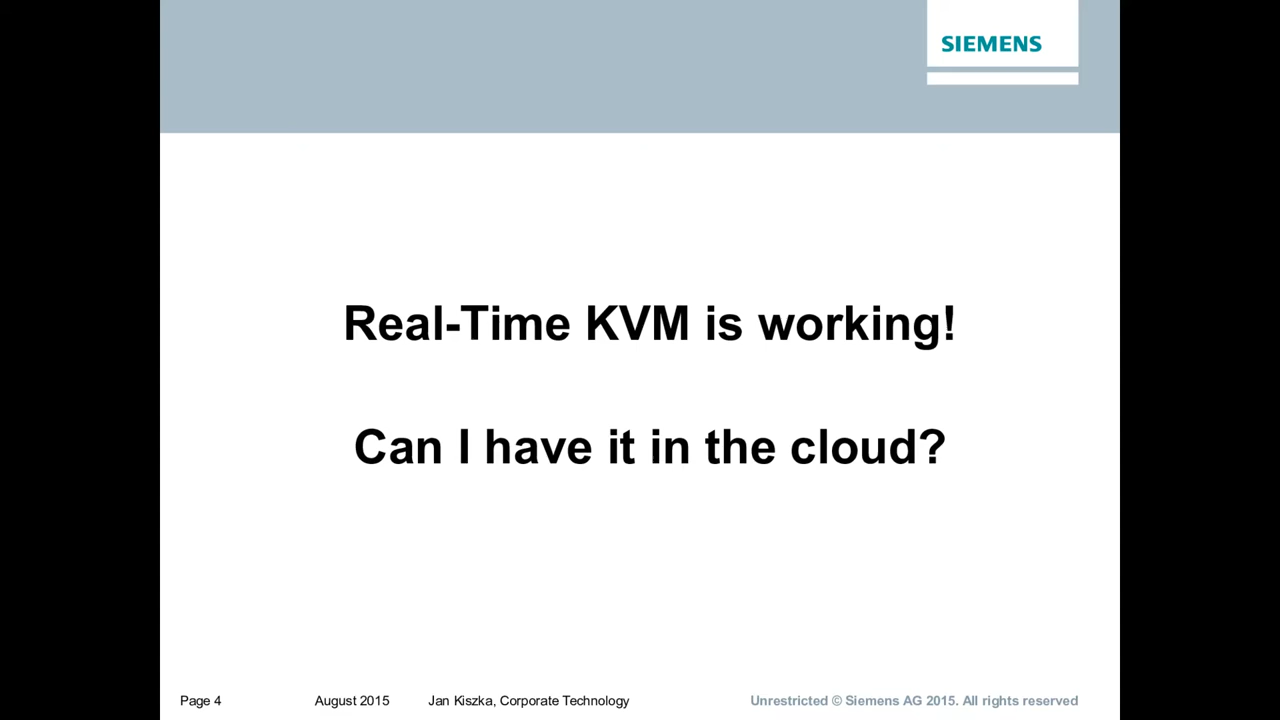 SIEMENS
Real-Time KVM is working!
Can I have it in the cloud?
Page 4 August 2015 Jan Kiszka, Corporate Technology Unrestricted © Siemens AG 2015. All rights reserved